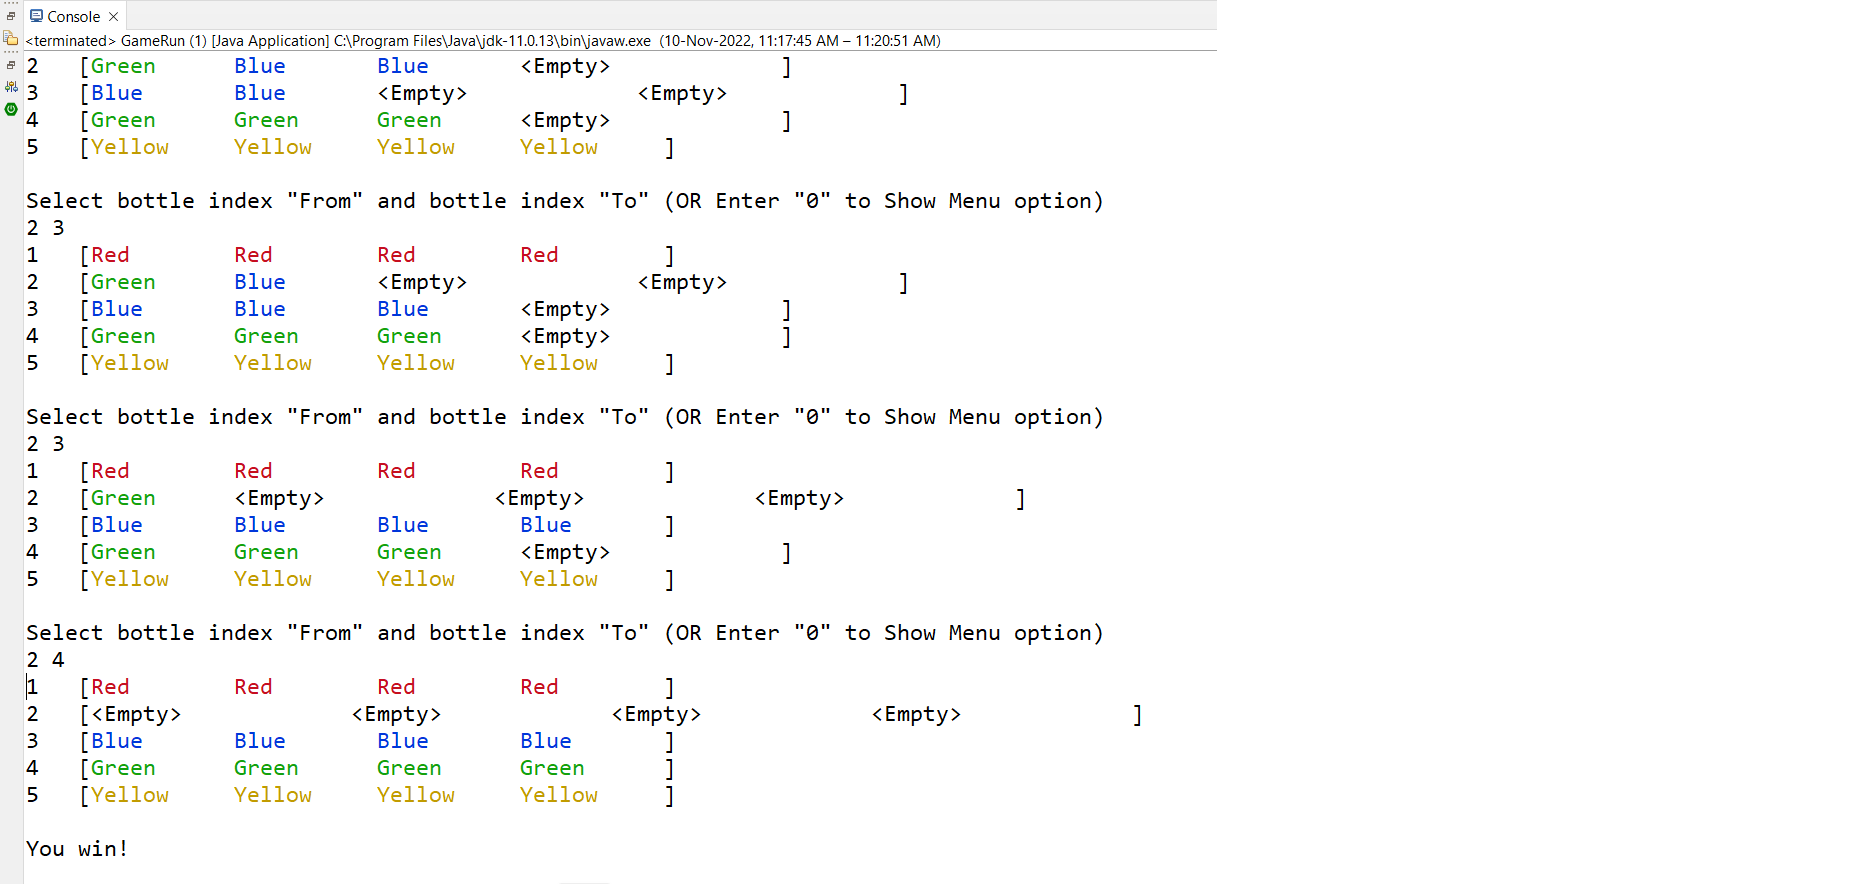 Console
<terminated> GameRun (1) [Java Application] C:\Program Files\Java\jdk-11.0.13\bin\javaw.exe (10-Nov-2022, 11:17:45 AM – 11:20:51 AM)
2 [Green Blue Blue <Empty> ]
3 [Blue Blue <Empty> <Empty> ]
4 [Green Green Green <Empty> ]
5 [Yellow Yellow Yellow Yellow ]
Select bottle index "From" and bottle index "To" (OR Enter "0" to Show Menu option)
2 3
1 [Red Red Red Red ]
2 [Green Blue <Empty> <Empty> ]
3 [Blue Blue Blue <Empty> ]
4 [Green Green Green <Empty> ]
5 [Yellow Yellow Yellow Yellow ]
Select bottle index "From" and bottle index "To" (OR Enter "0" to Show Menu option)
2 3
1 [Red Red Red Red ]
2 [Green <Empty> <Empty> <Empty> ]
3 [Blue Blue Blue Blue ]
4 [Green Green Green <Empty> ]
5 [Yellow Yellow Yellow Yellow ]
Select bottle index "From" and bottle index "To" (OR Enter "0" to Show Menu option)
2 4
1 [Red Red Red Red ]
2 [<Empty> <Empty> <Empty> <Empty> ]
3 [Blue Blue Blue Blue ]
4 [Green Green Green Green ]
5 [Yellow Yellow Yellow Yellow ]
You win!